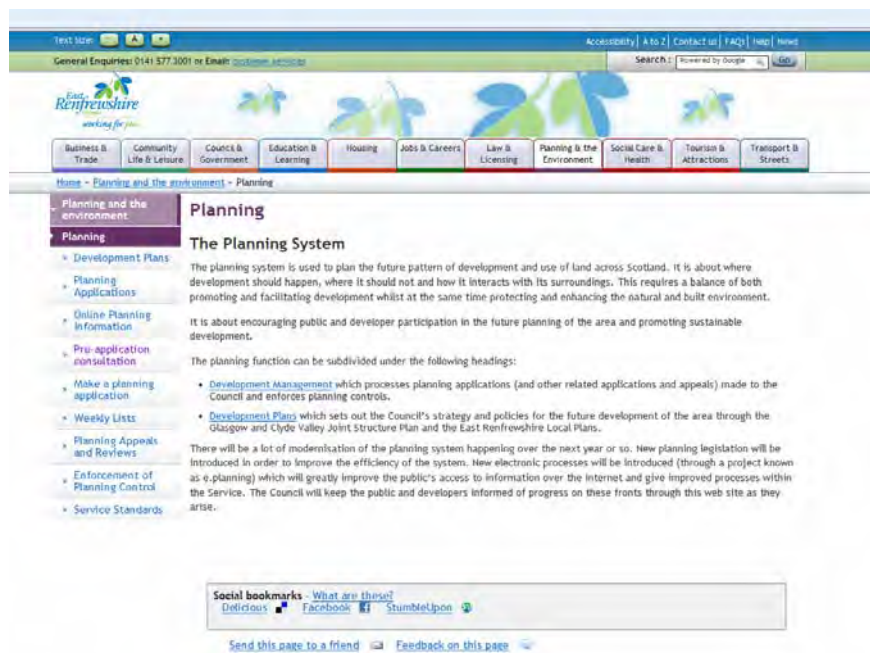 Text Size: - A +
Accessibility| A to Z| Contact us| FAQs| Help| News
General Enquiries: 0141 577 3001 or Email: customer services
Search : Powered by Google Go
East
Renfrewshire
working for you
Business & Trade
Community Life & Leisure
Council & Government
Education & Learning
Housing
Jobs & Careers
Law & Licensing
Planning & the Environment
Social Care & Health
Tourism & Attractions
Transport & Streets
Home - Planning and the environment - Planning
Planning and the
environment
Planning
Development Plans
Planning
Applications
Online Planning
Information
Pre-application
consultation
Make a planning
application
Weekly Lists
Planning Appeals
and Reviews
Enforcement of
Planning Control
Service Standards
Planning
The Planning System
The planning system is used to plan the future pattern of development and use of land across Scotland. It is about where
development should happen, where it should not and how it interacts with its surroundings. This requires a balance of both
promoting and facilitating development whilst at the same time protecting and enhancing the natural and built environment.
It is about encouraging public and developer participation in the future planning of the area and promoting sustainable
development.
The planning function can be subdivided under the following headings:
• Development Management which processes planning applications (and other related applications and appeals) made to the
Council and enforces planning controls.
• Development Plans which sets out the Council's strategy and policies for the future development of the area through the
Glasgow and Clyde Valley Joint Structure Plan and the East Renfrewshire Local Plans.
There will be a lot of modernisation of the planning system happening over the next year or so. New planning legislation will be
introduced in order to improve the efficiency of the system. New electronic processes will be introduced (through a project known
as e.planning) which will greatly improve the public's access to information over the internet and give improved processes within
the Service. The Council will keep the public and developers informed of progress on these fronts through this web site as they
arise.
Social bookmarks - What are these?
Delicious Facebook StumbleUpon
Send this page to a friend Feedback on this page